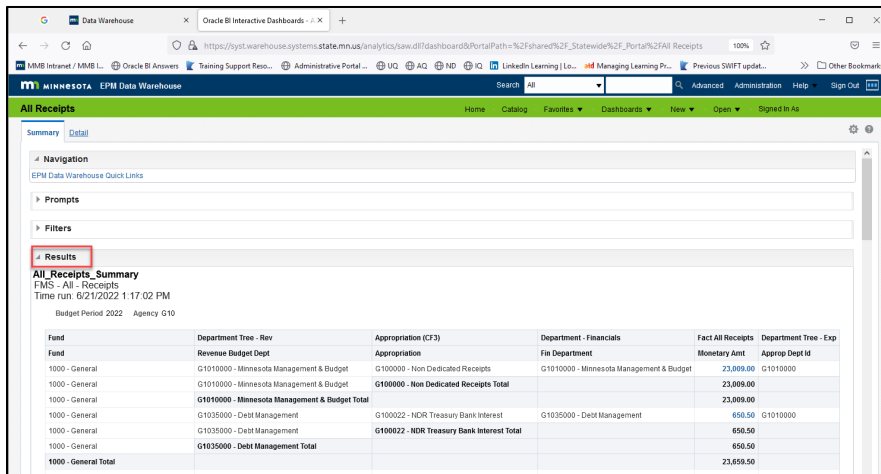 G Data Warehouse × Oracle BI Interactive Dashboards - A × +
https://syst.warehouse.systems.state.mn.us/analytics/saw.dll?dashboard&PortalPath=%2Fshared%2F_Statewide%2F_Portal%2FAll Receipts 100%
MMB Intranet / MMB I... Oracle BI Answers Training Support Reso... Administrative Portal ... UQ AQ ND IQ LinkedIn Learning | Lo... Managing Learning Pr... Previous SWIFT updat... Other Bookmark
MINNESOTA EPM Data Warehouse Search All Advanced Administration Help Sign Out
All Receipts Home Catalog Favorites Dashboards New Open Signed In As
Summary Detail
Navigation
EPM Data Warehouse Quick Links
Prompts
Filters
Results
All_Receipts_Summary
FMS - All - Receipts
Time run: 6/21/2022 1:17:02 PM
Budget Period 2022 Agency G10
Fund Department Tree - Rev Appropriation (CF3) Department - Financials Fact All Receipts Department Tree - Exp
Fund Revenue Budget Dept Appropriation Fin Department Monetary Amt Approp Dept Id
1000 - General G1010000 - Minnesota Management & Budget G100000 - Non Dedicated Receipts G1010000 - Minnesota Management & Budget 23,009.00 G1010000
1000 - General G1010000 - Minnesota Management & Budget G100000 - Non Dedicated Receipts Total 23,009.00
1000 - General G1010000 - Minnesota Management & Budget Total 23,009.00
1000 - General G1035000 - Debt Management G100022 - NDR Treasury Bank Interest G1035000 - Debt Management 650.50 G1010000
1000 - General G1035000 - Debt Management G100022 - NDR Treasury Bank Interest Total 650.50
1000 - General G1035000 - Debt Management Total 650.50
1000 - General Total 23,659.50